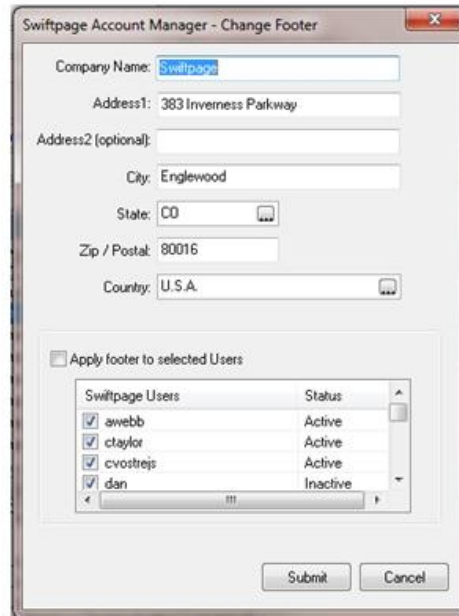 Swiftpage Account Manager - Change Footer
Company Name: Swiftpage
Address1: 383 Inverness Parkway
Address2 (optional):
City: Englewood
State: CO ...
Zip / Postal: 80016
Country: U.S.A. ...
Apply footer to selected Users
Swiftpage Users Status
awebb Active
ctaylor Active
cvostrejs Active
dan Inactive
Submit Cancel